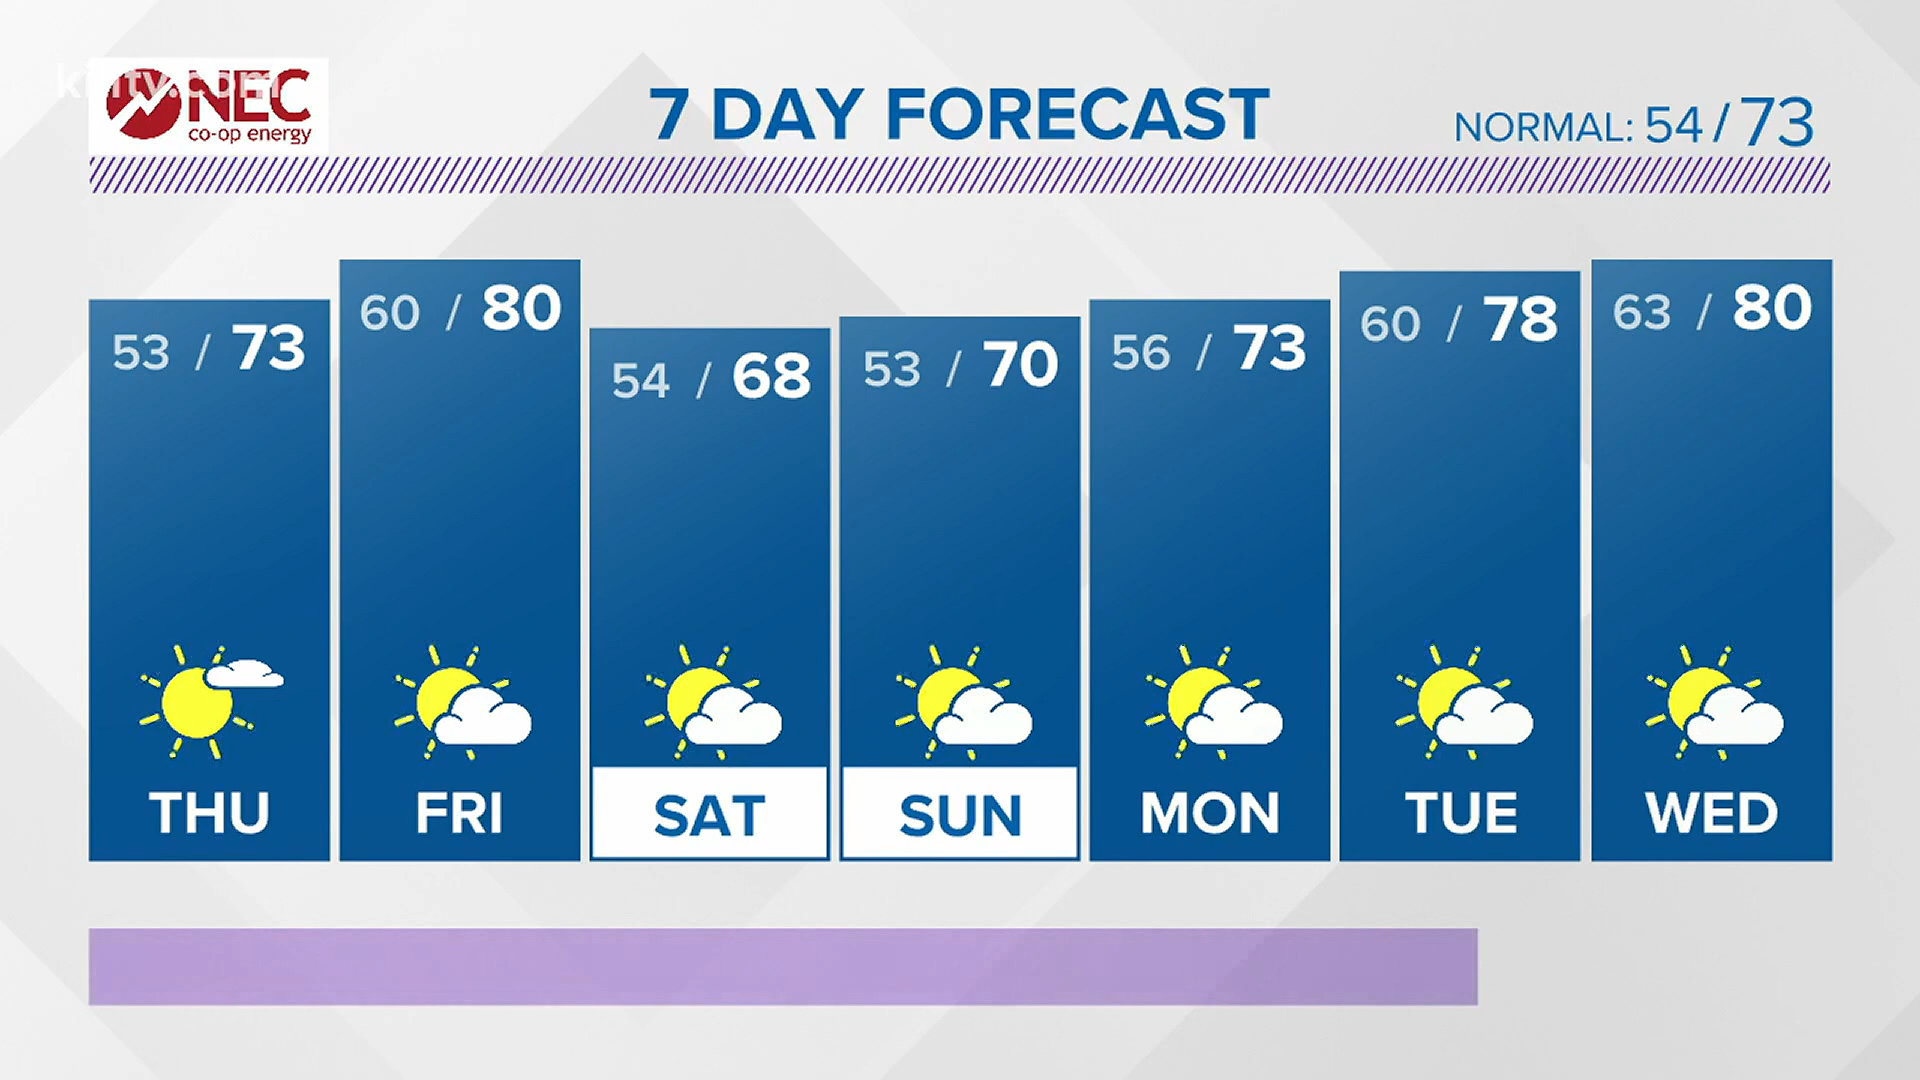 NEC
co-op energy
7 DAY FORECAST
NORMAL: 54 / 73
53 / 73
60 / 80
54 / 68
53 / 70
56 / 73
60 / 78
63 / 80
THU
FRI
SAT
SUN
MON
TUE
WED